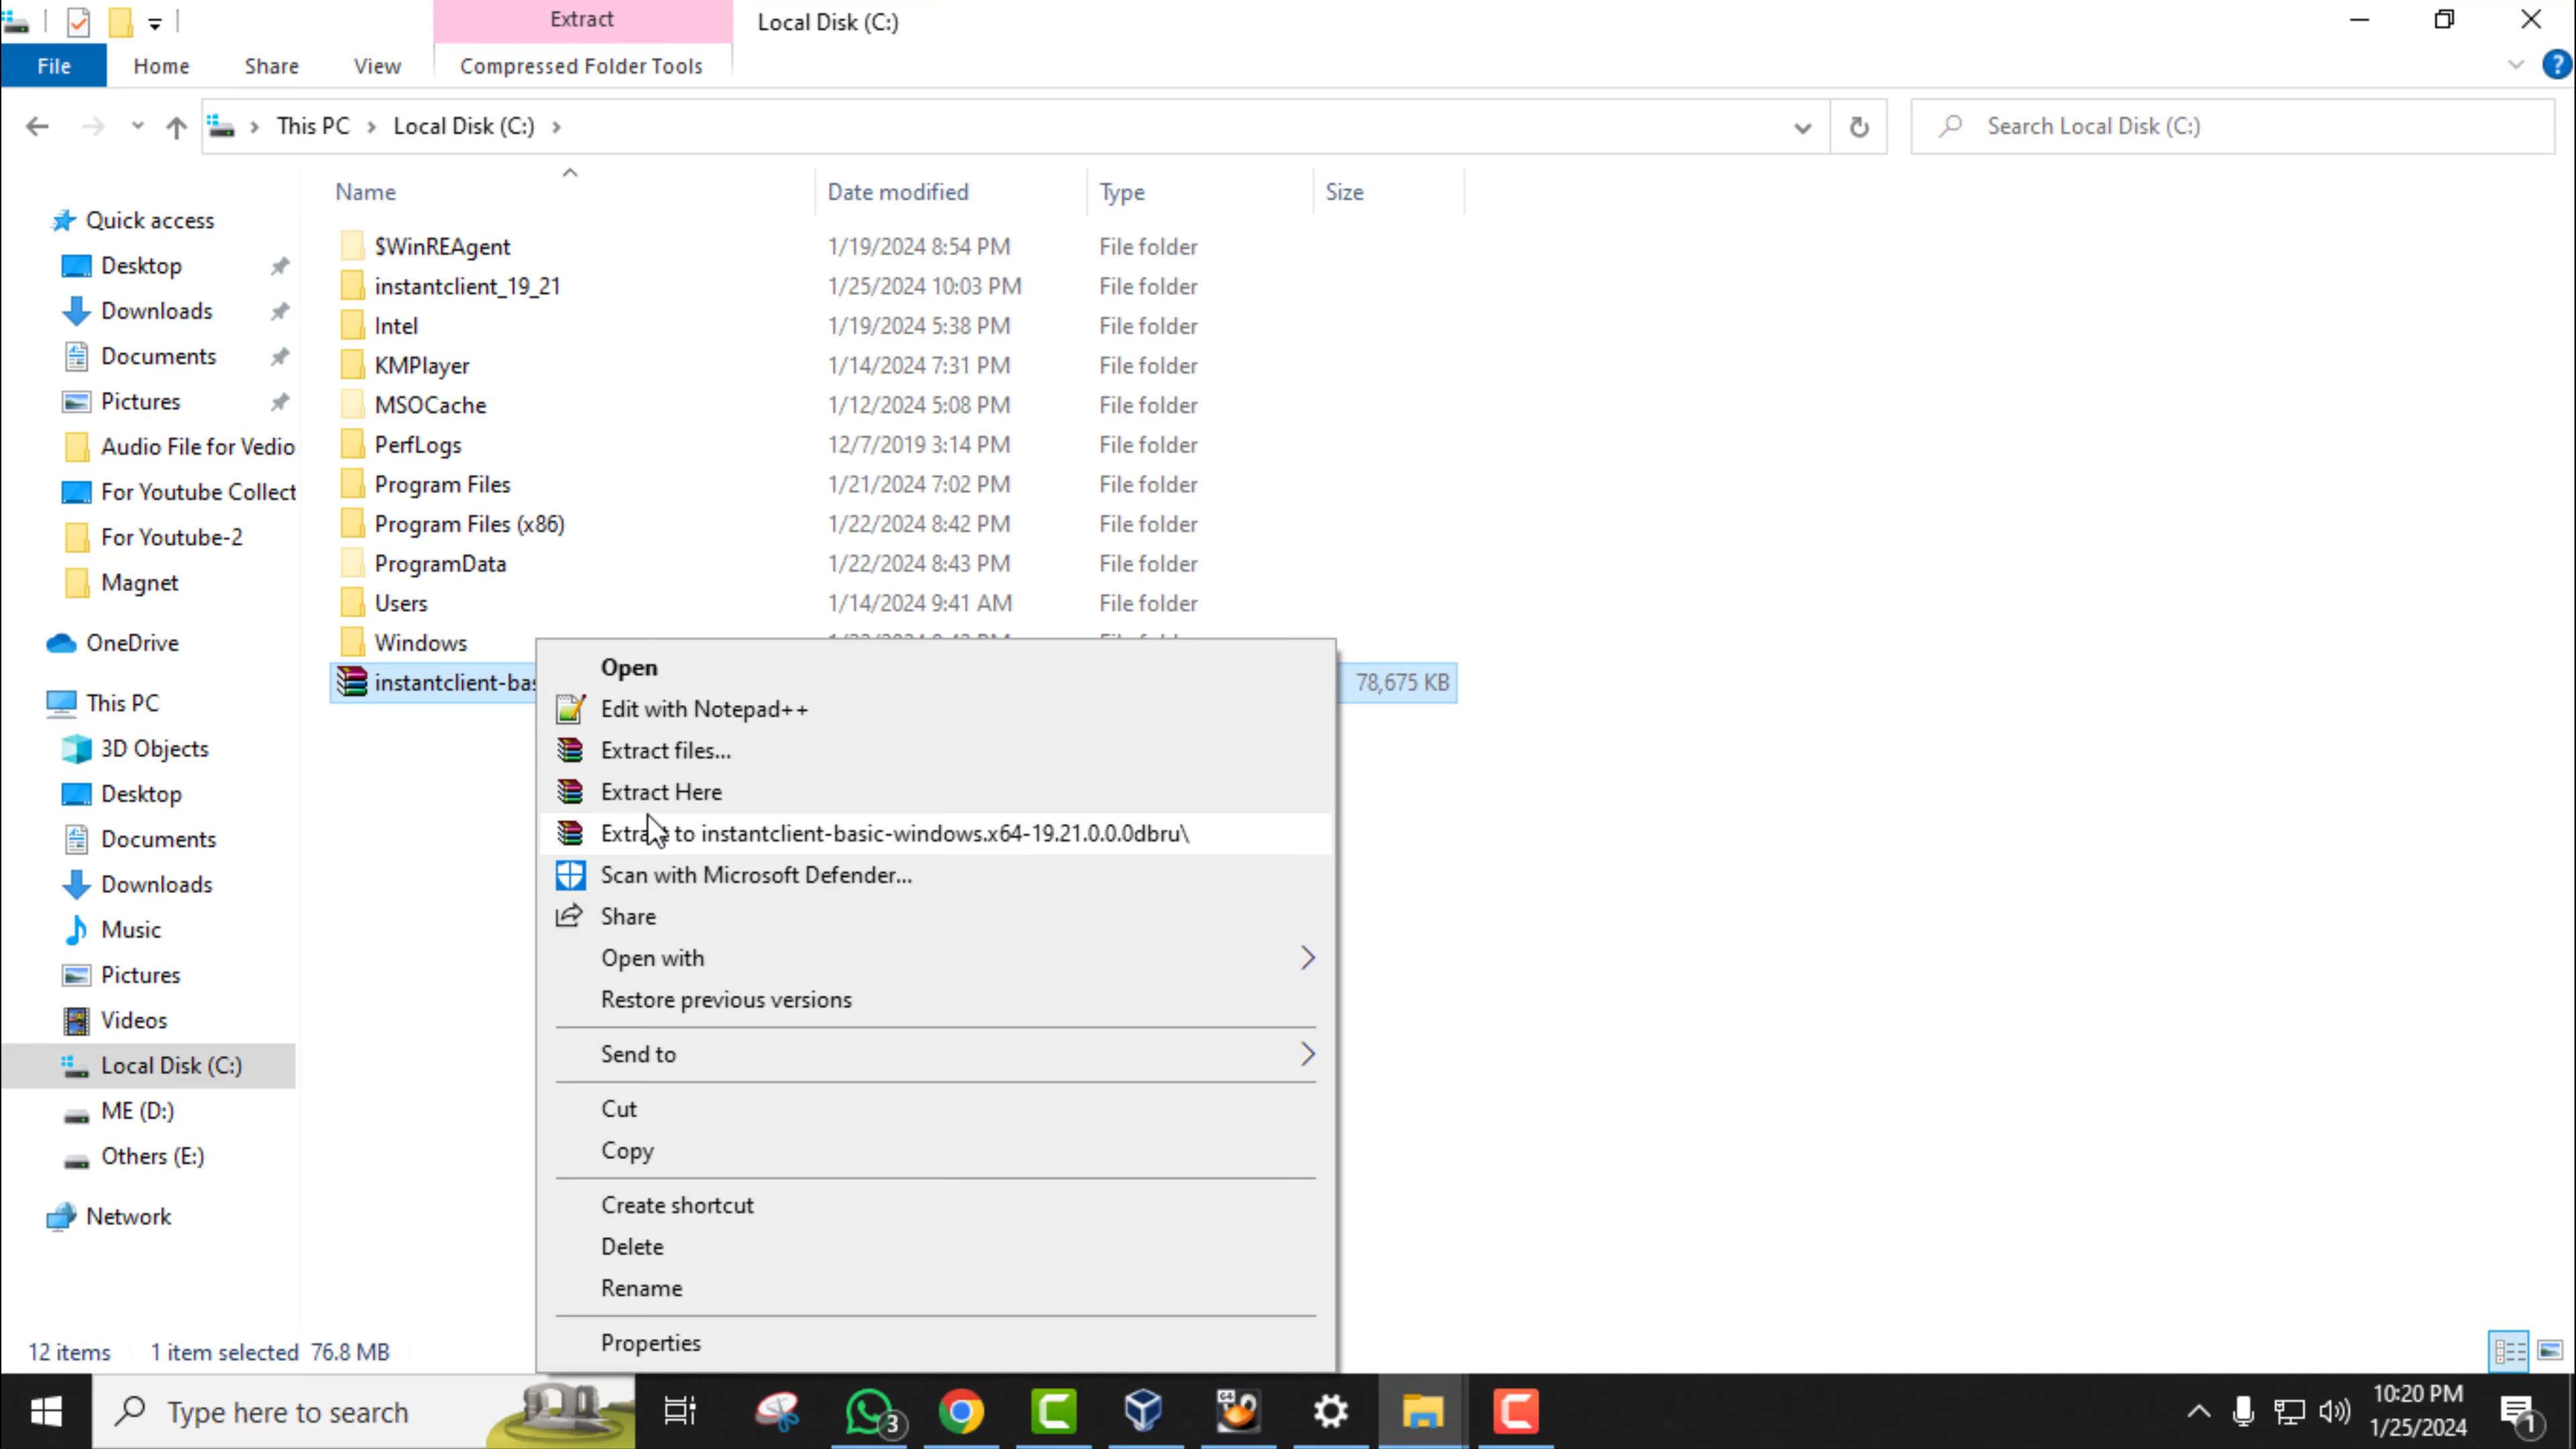 Extract
Local Disk (C:)
File
Home
Share
View
Compressed Folder Tools
?
This PC
Local Disk (C:)
Search Local Disk (C:)
Name
Date modified
Type
Size
Quick access
Desktop
Downloads
Documents
Pictures
Audio File for Vedio
For Youtube Collect
For Youtube-2
Magnet
OneDrive
This PC
3D Objects
Desktop
Documents
Downloads
Music
Pictures
Videos
Local Disk (C:)
ME (D:)
Others (E:)
Network
$WinREAgent 1/19/2024 8:54 PM File folder
instantclient_19_21 1/25/2024 10:03 PM File folder
Intel 1/19/2024 5:38 PM File folder
KMPlayer 1/14/2024 7:31 PM File folder
MSOCache 1/12/2024 5:08 PM File folder
PerfLogs 12/7/2019 3:14 PM File folder
Program Files 1/21/2024 7:02 PM File folder
Program Files (x86) 1/22/2024 8:42 PM File folder
ProgramData 1/22/2024 8:43 PM File folder
Users 1/14/2024 9:41 AM File folder
Windows
instantclient-bas 78,675 KB
Open
Edit with Notepad++
Extract files...
Extract Here
Extract to instantclient-basic-windows.x64-19.21.0.0.0dbru\
Scan with Microsoft Defender...
Share
Open with
Restore previous versions
Send to
Cut
Copy
Create shortcut
Delete
Rename
Properties
12 items 1 item selected 76.8 MB
Type here to search
3
64
10:20 PM
1/25/2024
1